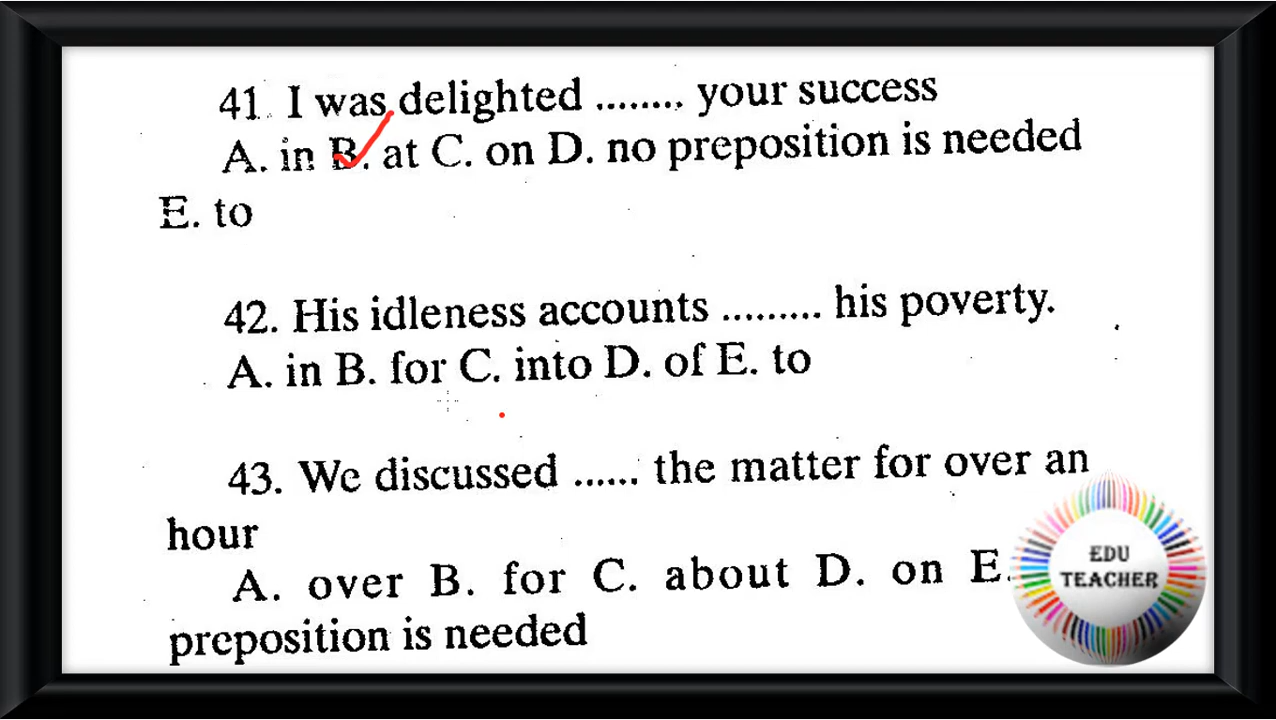 41. I was delighted ........ your success
A. in B. at C. on D. no preposition is needed
E. to
42. His idleness accounts ......... his poverty.
A. in B. for C. into D. of E. to
43. We discussed ...... the matter for over an
hour
A. over B. for C. about D. on E.
preposition is needed
EDU
TEACHER